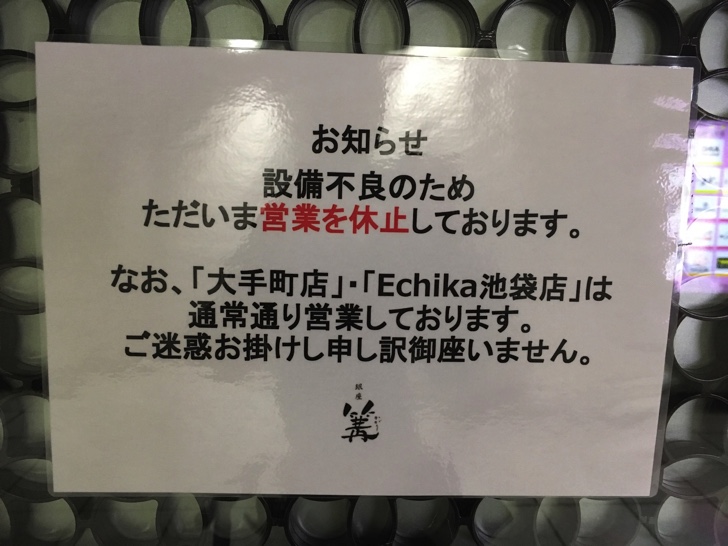 お知らせ
設備不良のため
ただいま営業を休止しております。
なお、「大手町店」・「Echika池袋店」は
通常通り営業しております。
ご迷惑お掛けし申し訳御座いません。
銀座
篝